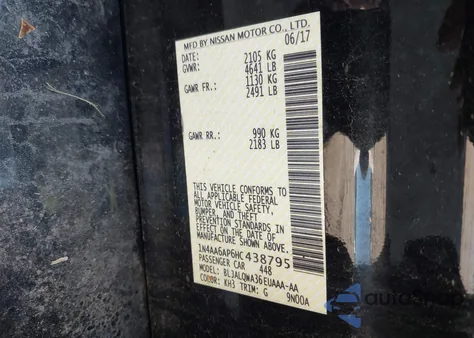 MFD BY NISSAN MOTOR CO., LTD.
DATE: 06/17
GVWR: 2105 KG
4641 LB
GAWR FR.: 1130 KG
2491 LB
GAWR RR.: 990 KG
2183 LB
THIS VEHICLE CONFORMS TO
ALL APPLICABLE FEDERAL
MOTOR VEHICLE SAFETY,
BUMPER, AND THEFT
PREVENTION STANDARDS IN
EFFECT ON THE DATE OF
MANUFACTURE SHOWN ABOVE.
1N4AA6AP6HC438795
PASSENGER CAR 448
MODEL: BLJALQWA36EUAAA-AA
COLOR: KH3 TRIM: G 9N00A